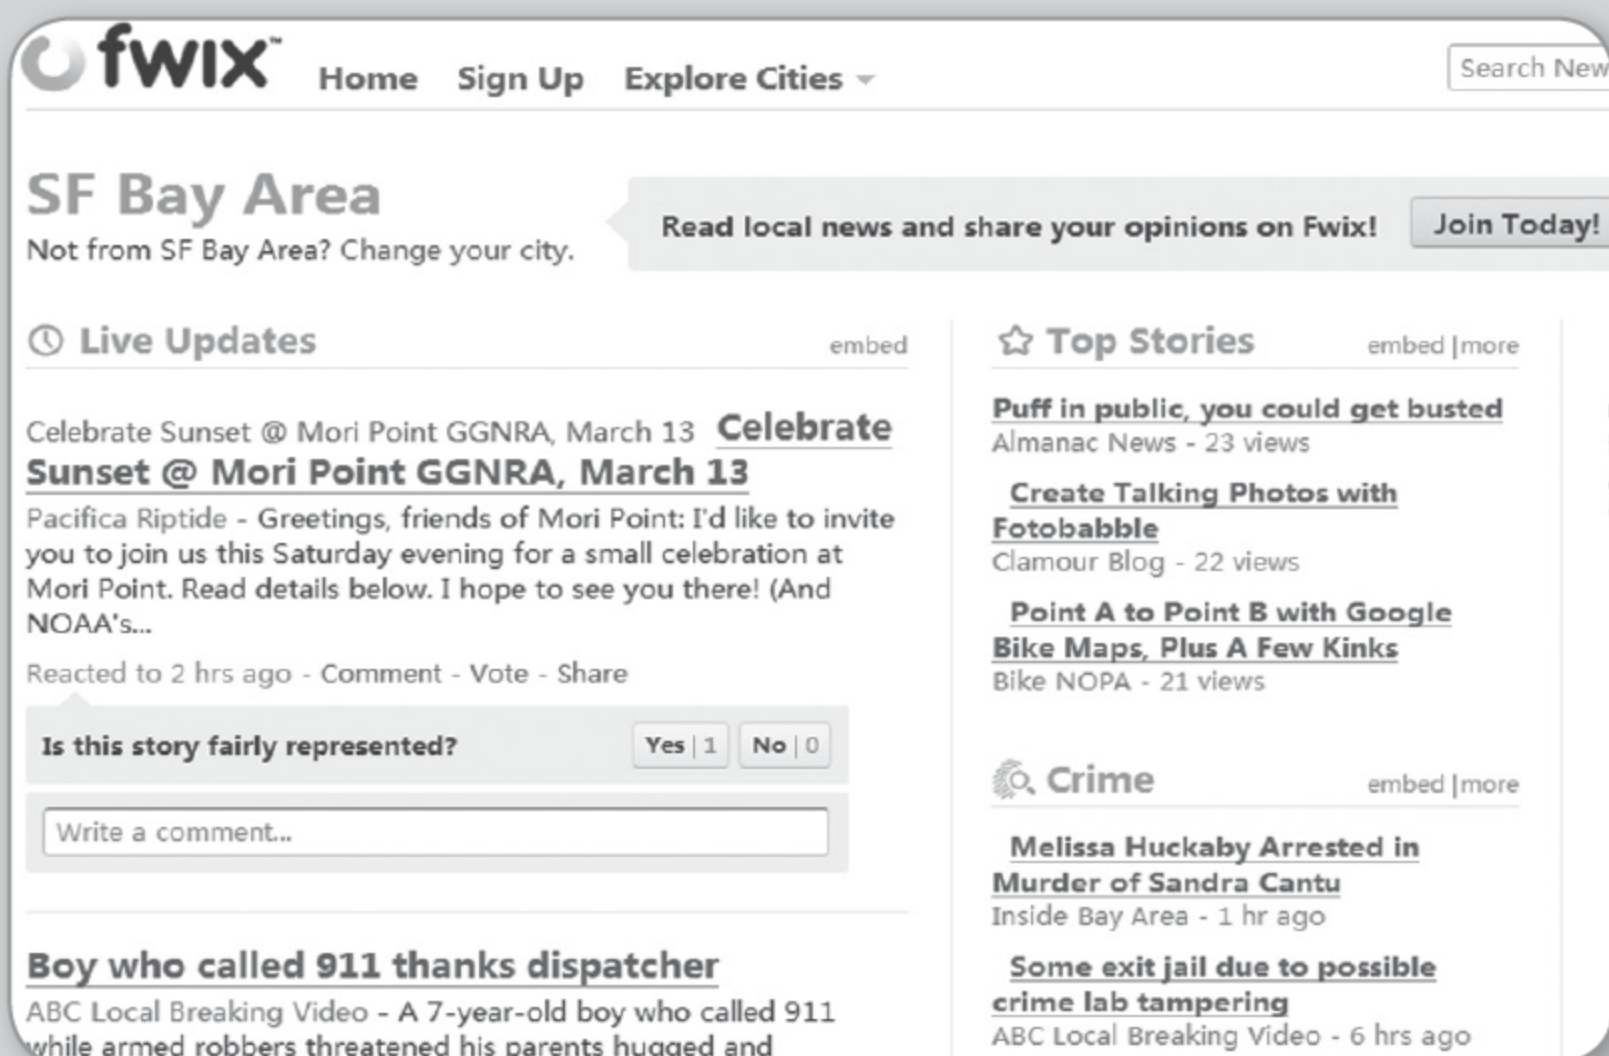 fwix™
Home Sign Up Explore Cities
Search New
SF Bay Area
Not from SF Bay Area? Change your city.
Read local news and share your opinions on Fwix!
Join Today!
Live Updates
embed
Celebrate Sunset @ Mori Point GGNRA, March 13 Celebrate
Sunset @ Mori Point GGNRA, March 13
Pacifica Riptide - Greetings, friends of Mori Point: I'd like to invite
you to join us this Saturday evening for a small celebration at
Mori Point. Read details below. I hope to see you there! (And
NOAA's...
Reacted to 2 hrs ago - Comment - Vote - Share
Is this story fairly represented?
Yes | 1 No | 0
Write a comment...
Boy who called 911 thanks dispatcher
ABC Local Breaking Video - A 7-year-old boy who called 911
while armed robbers threatened his parents hugged and
Top Stories
embed |more
Puff in public, you could get busted
Almanac News - 23 views
Create Talking Photos with
Fotobabble
Clamour Blog - 22 views
Point A to Point B with Google
Bike Maps, Plus A Few Kinks
Bike NOPA - 21 views
Crime
embed |more
Melissa Huckaby Arrested in
Murder of Sandra Cantu
Inside Bay Area - 1 hr ago
Some exit jail due to possible
crime lab tampering
ABC Local Breaking Video - 6 hrs ago